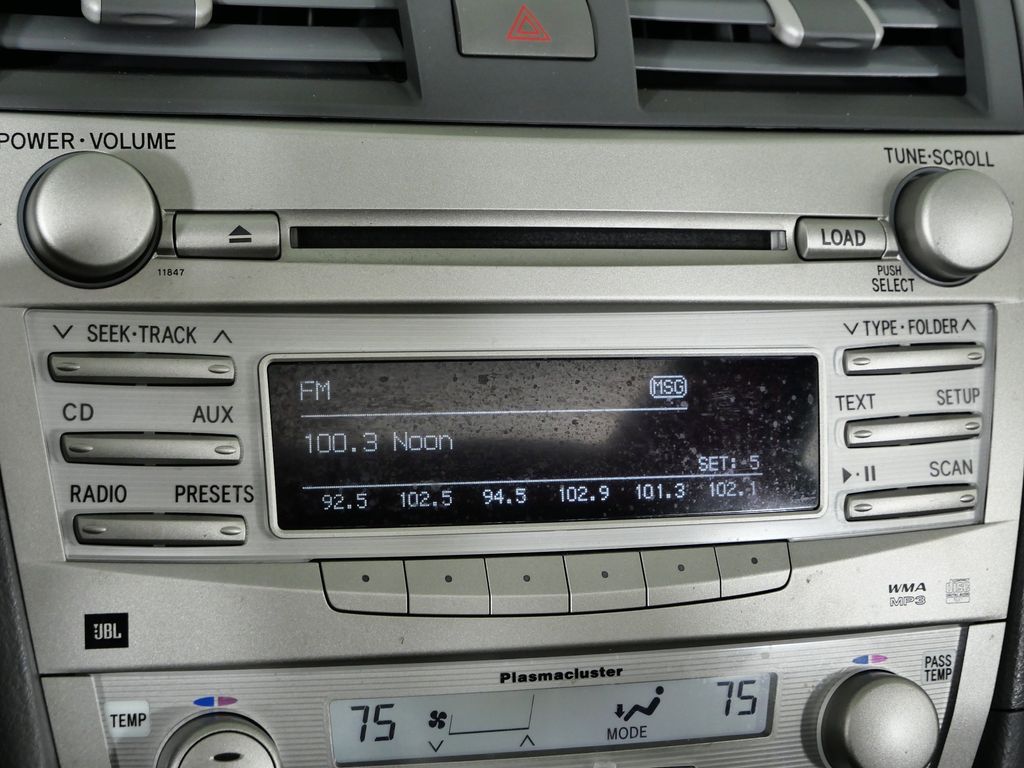 POWER·VOLUME
TUNE·SCROLL
LOAD
11847
PUSH
SELECT
∨ SEEK·TRACK ∧
∨ TYPE·FOLDER ∧
FM
MSG
CD AUX
TEXT SETUP
100.3 Noon
SET: 5
SCAN
RADIO PRESETS
92.5 102.5 94.5 102.9 101.3 102.1
WMA
MP3
JBL
Plasmacluster
PASS
TEMP
TEMP
75
75
MODE